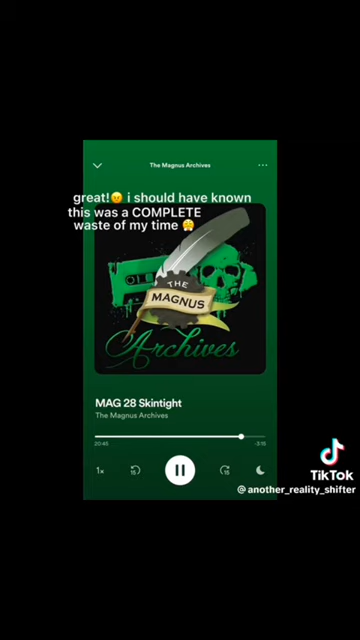 The Magnus Archives
great!😠 i should have known
this was a COMPLETE
waste of my time 😤
THE
MAGNUS
Archives
MAG 28 Skintight
The Magnus Archives
20:45 -3:15
1x 15 15
TikTok
@another_reality_shifter